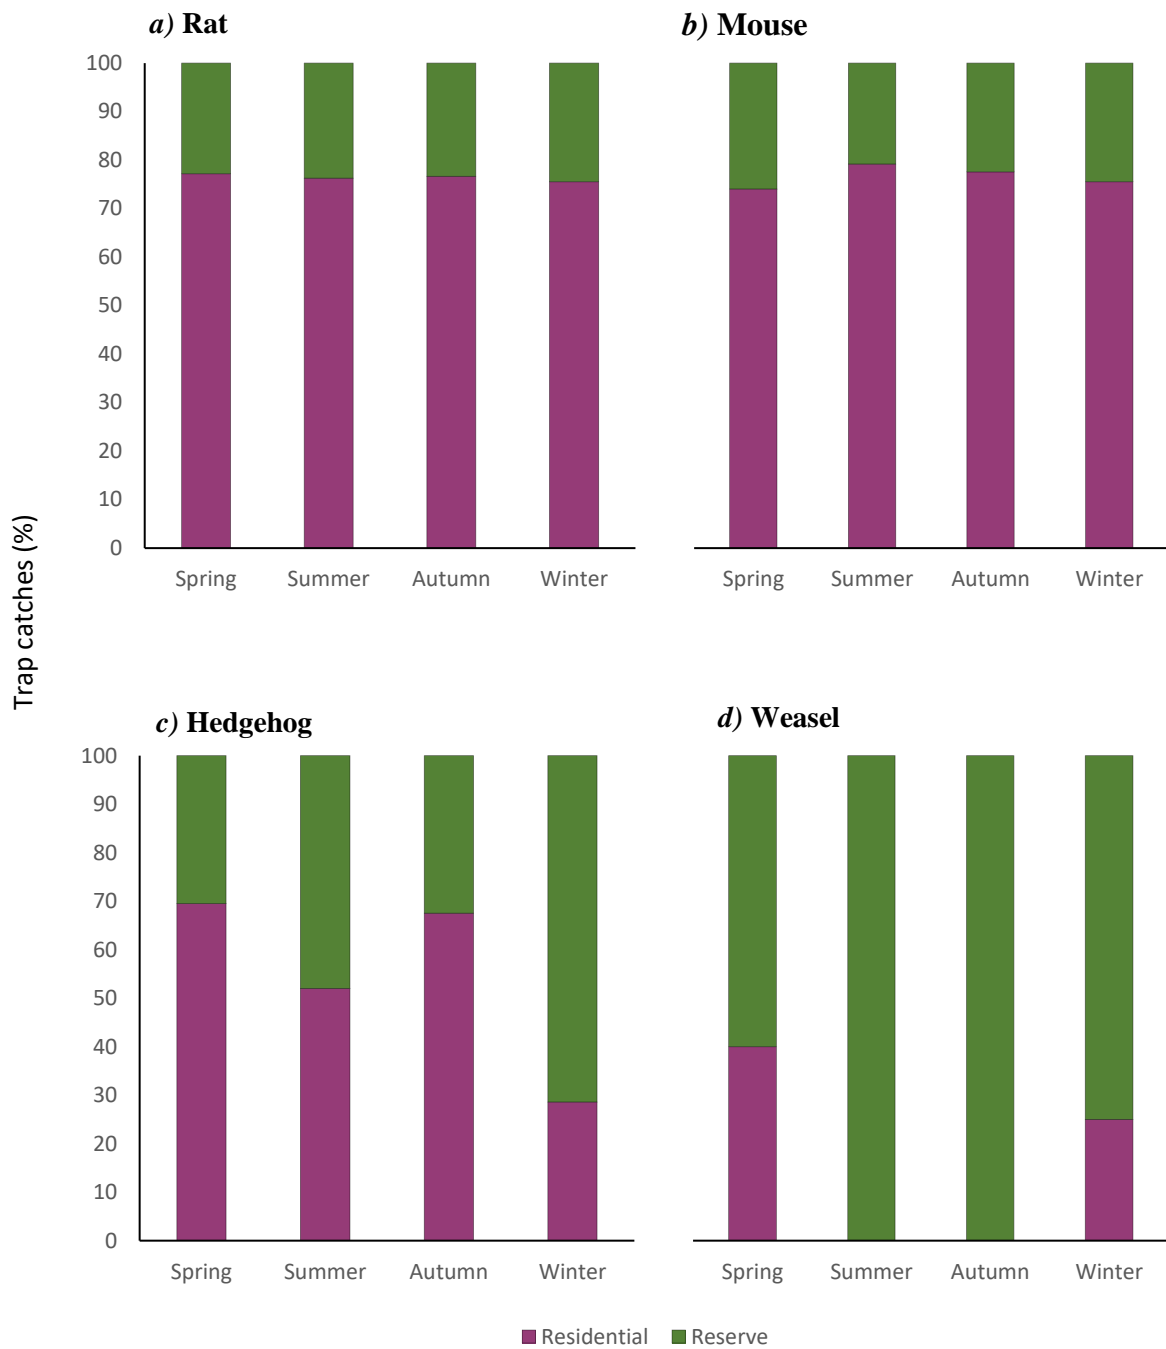 a) Rat
b) Mouse
100
90
80
70
60
50
40
30
20
10
0
Spring Summer Autumn Winter
Spring Summer Autumn Winter
Trap catches (%)
c) Hedgehog
d) Weasel
100
90
80
70
60
50
40
30
20
10
0
Spring Summer Autumn Winter
Spring Summer Autumn Winter
Residential Reserve